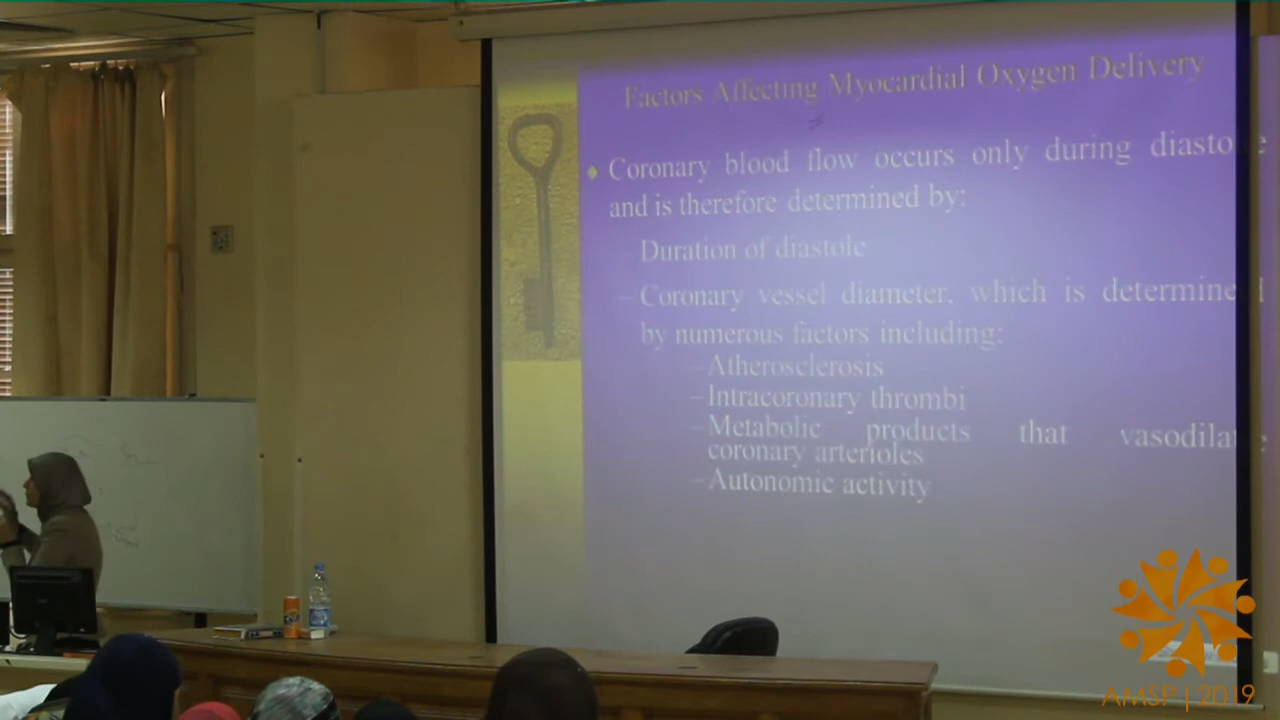 Factors Affecting Myocardial Oxygen Delivery
♦ Coronary blood flow occurs only during diastole
and is therefore determined by:
– Duration of diastole
– Coronary vessel diameter, which is determined
by numerous factors including:
–Atherosclerosis
–Intracoronary thrombi
–Metabolic products that vasodilate
coronary arterioles
–Autonomic activity
AMSP | 2019